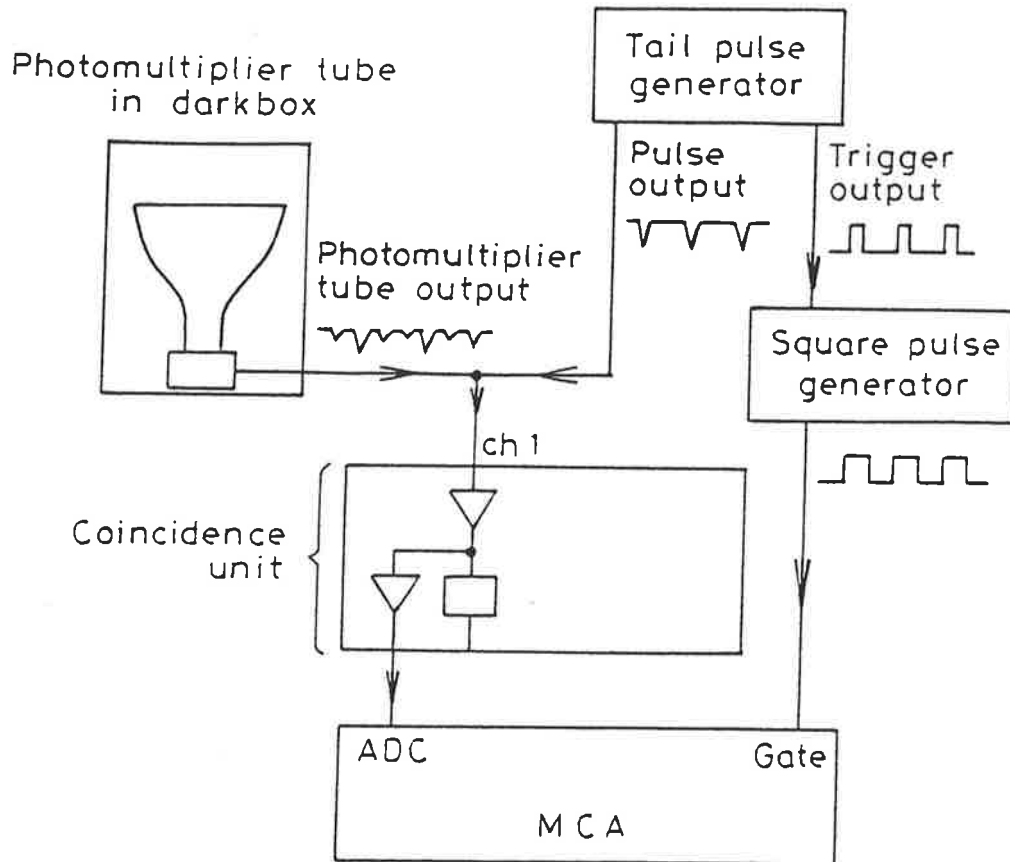 Photomultiplier tube
in darkbox
Tail pulse
generator
Pulse
output
Trigger
output
Photomultiplier
tube output
Square pulse
generator
ch 1
Coincidence
unit
ADC
Gate
MCA